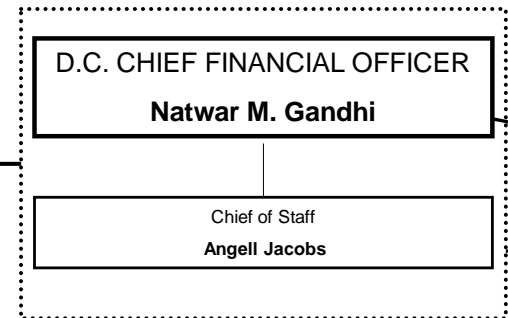 D.C. CHIEF FINANCIAL OFFICER
Natwar M. Gandhi
Chief of Staff
Angell Jacobs